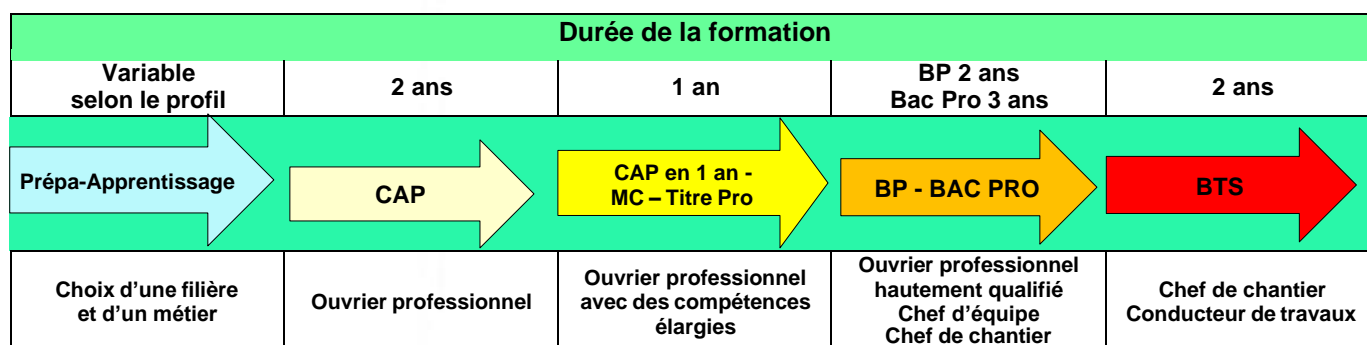 Durée de la formation
Variable
selon le profil
2 ans
1 an
BP 2 ans
Bac Pro 3 ans
2 ans
Prépa-Apprentissage
CAP
CAP en 1 an -
MC – Titre Pro
BP - BAC PRO
BTS
Choix d’une filière
et d’un métier
Ouvrier professionnel
Ouvrier professionnel
avec des compétences
élargies
Ouvrier professionnel
hautement qualifié
Chef d’équipe
Chef de chantier
Chef de chantier
Conducteur de travaux